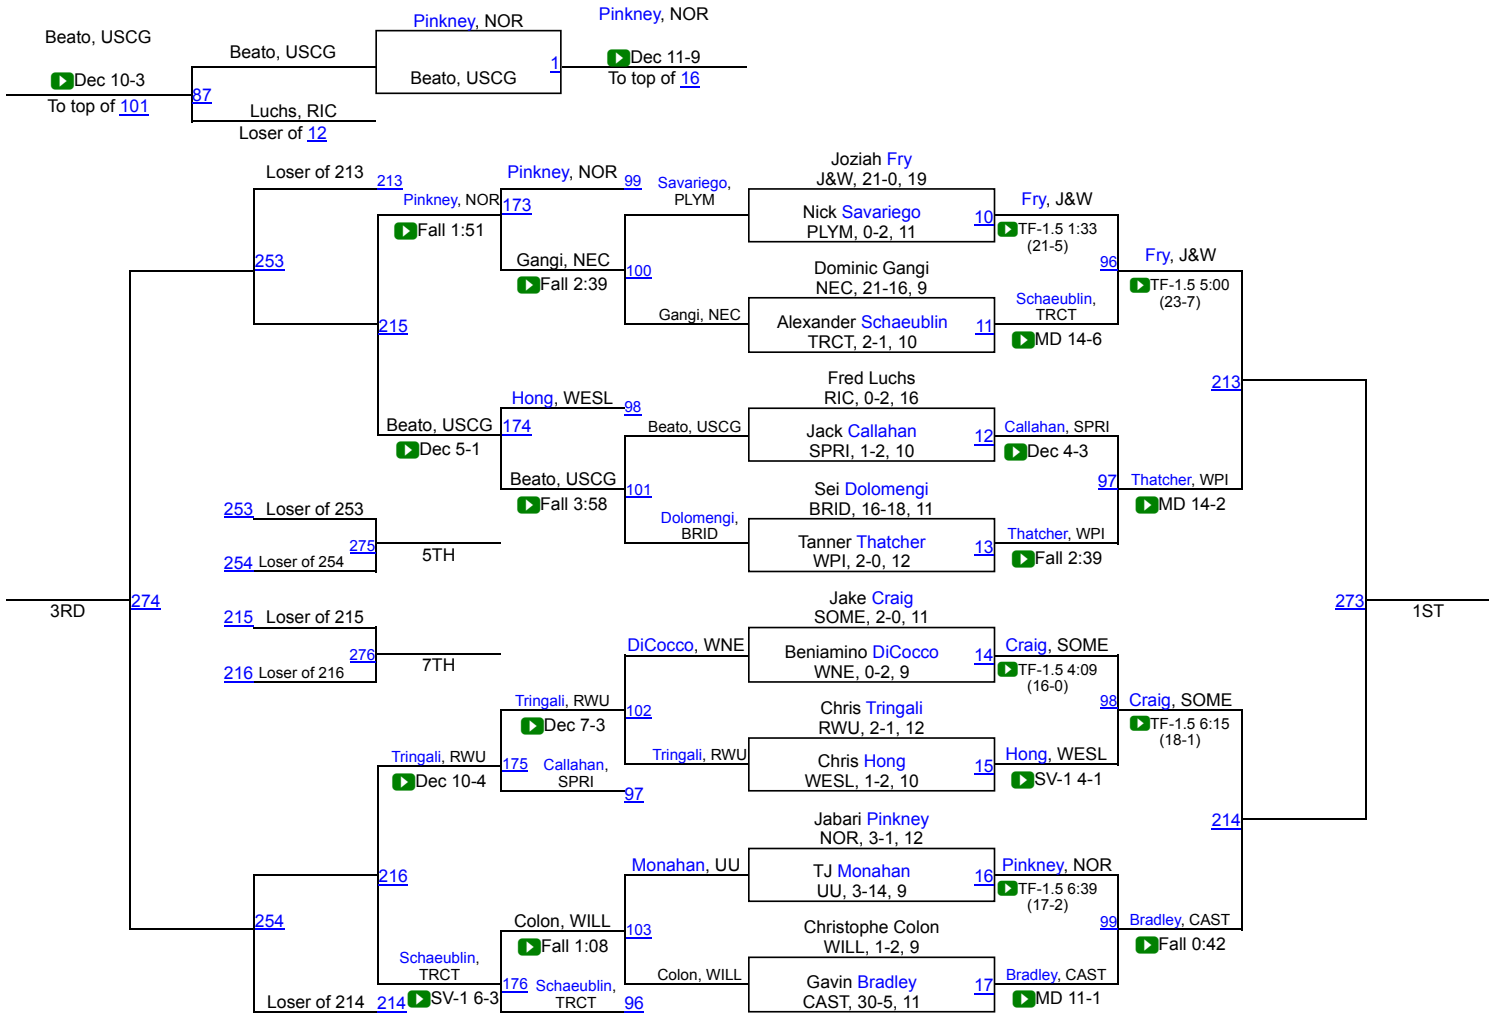 Pinkney, NOR
Pinkney, NOR
Beato, USCG
Beato, USCG
Dec 10-3
Beato, USCG
1
Dec 11-9
To top of 16
87
To top of 101
Luchs, RIC
Loser of 12
Joziah Fry
J&W, 21-0, 19
Loser of 213
213
Pinkney, NOR
99
Savariego,
PLYM
Pinkney, NOR
173
Nick Savariego
PLYM, 0-2, 11
10
Fry, J&W
Fall 1:51
TF-1.5 1:33
(21-5)
253
Gangi, NEC
100
Fall 2:39
Dominic Gangi
NEC, 21-16, 9
96
Fry, J&W
TF-1.5 5:00
(23-7)
215
Gangi, NEC
Alexander Schaeublin
TRCT, 2-1, 10
11
Schaeublin,
TRCT
MD 14-6
Fred Luchs
RIC, 0-2, 16
213
Hong, WESL
98
Beato, USCG
174
Dec 5-1
Beato, USCG
Jack Callahan
SPRI, 1-2, 10
12
Callahan, SPRI
Dec 4-3
Beato, USCG
101
Fall 3:58
Sei Dolomengi
BRID, 16-18, 11
97
Thatcher, WPI
MD 14-2
253
Loser of 253
275
5TH
254
Loser of 254
Dolomengi,
BRID
Tanner Thatcher
WPI, 2-0, 12
13
Thatcher, WPI
Fall 2:39
3RD
274
Jake Craig
SOME, 2-0, 11
273
1ST
215
Loser of 215
276
7TH
216
Loser of 216
DiCocco, WNE
Beniamino DiCocco
WNE, 0-2, 9
14
Craig, SOME
TF-1.5 4:09
(16-0)
Tringali, RWU
102
Dec 7-3
Chris Tringali
RWU, 2-1, 12
98
Craig, SOME
TF-1.5 6:15
(18-1)
Tringali, RWU
175
Dec 10-4
Callahan,
SPRI
97
Tringali, RWU
Chris Hong
WESL, 1-2, 10
15
Hong, WESL
SV-1 4-1
Jabari Pinkney
NOR, 3-1, 12
214
216
Monahan, UU
TJ Monahan
UU, 3-14, 9
16
Pinkney, NOR
TF-1.5 6:39
(17-2)
254
Colon, WILL
103
Fall 1:08
Christophe Colon
WILL, 1-2, 9
99
Bradley, CAST
Fall 0:42
Schaeublin,
TRCT
176
SV-1 6-3
Schaeublin,
TRCT
96
Colon, WILL
Gavin Bradley
CAST, 30-5, 11
17
Bradley, CAST
MD 11-1
Loser of 214
214